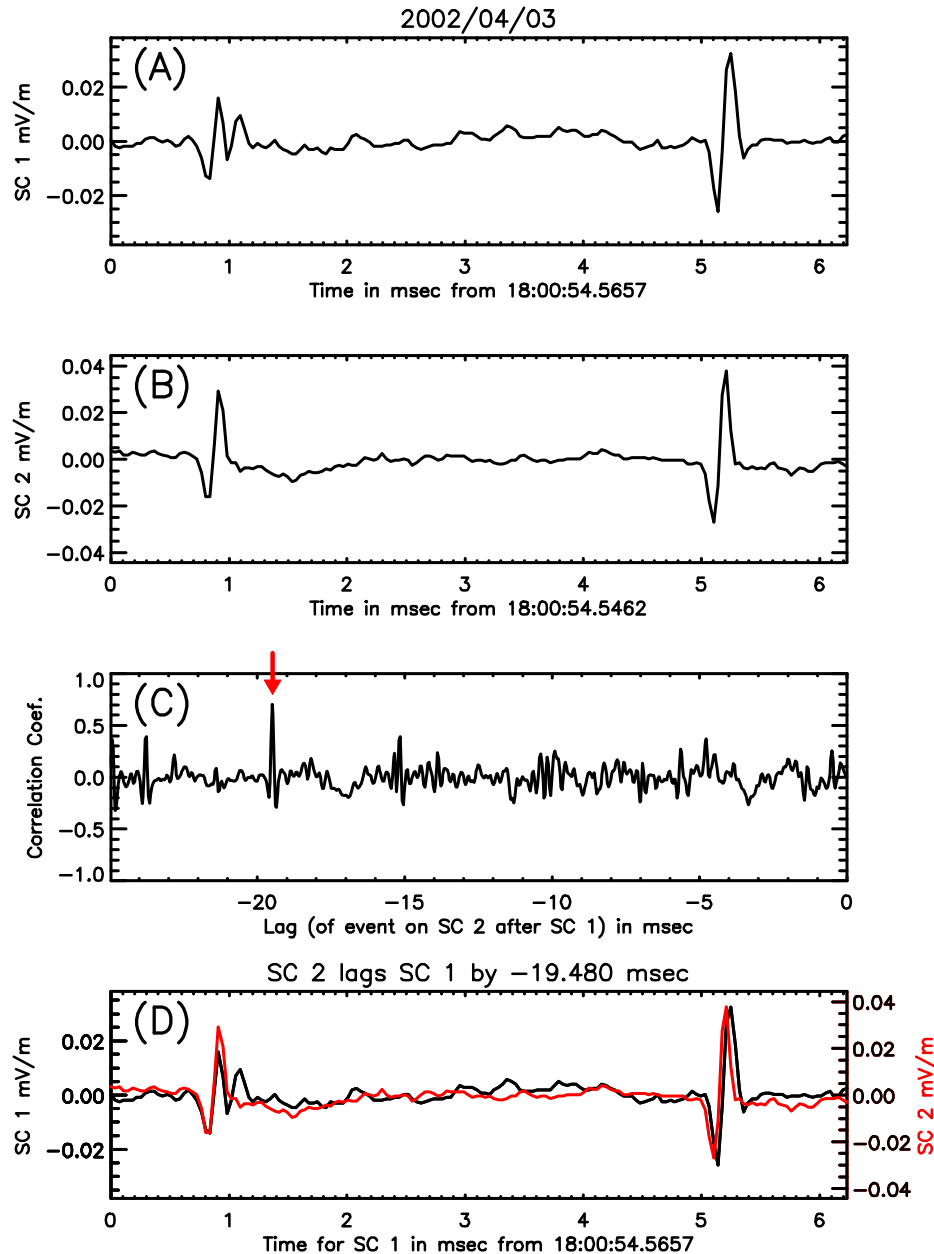 2002/04/03
(A)
SC 1 mV/m
0.02
0.00
−0.02
0 1 2 3 4 5 6
Time in msec from 18:00:54.5657
(B)
SC 2 mV/m
0.04
0.02
0.00
−0.02
−0.04
0 1 2 3 4 5 6
Time in msec from 18:00:54.5462
(C)
Correlation Coef.
1.0
0.5
0.0
−0.5
−1.0
−20 −15 −10 −5 0
Lag (of event on SC 2 after SC 1) in msec
SC 2 lags SC 1 by −19.480 msec
(D)
SC 1 mV/m
0.02
0.00
−0.02
0.04
0.02
0.00
−0.02
−0.04
SC 2 mV/m
0 1 2 3 4 5 6
Time for SC 1 in msec from 18:00:54.5657